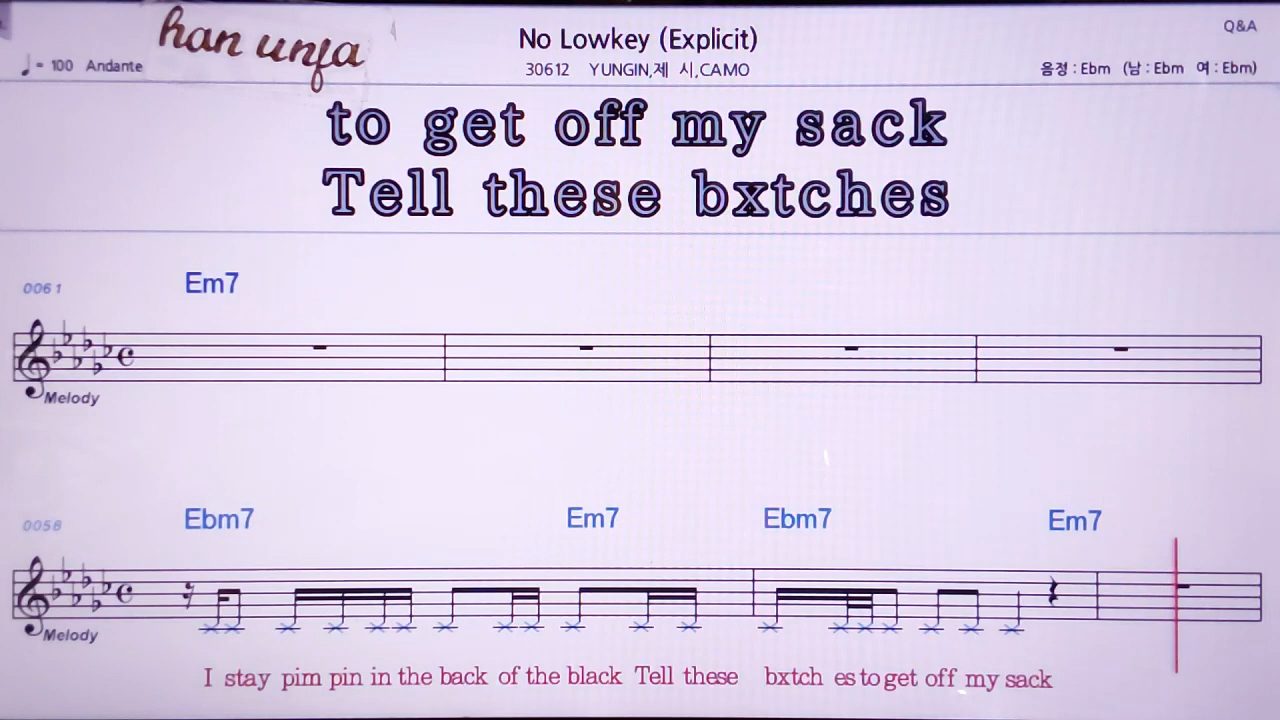 han unfa
No Lowkey (Explicit)
Q&A
♩ = 100 Andante
30612 YUNGIN,제 시,CAMO
음정 : Ebm (남 : Ebm 여 : Ebm)
to get off my sack
Tell these bxtches
0061
Em7
Melody
0058
Ebm7 Em7 Ebm7 Em7
Melody
I stay pim pin in the back of the black Tell these bxtch es to get off my sack